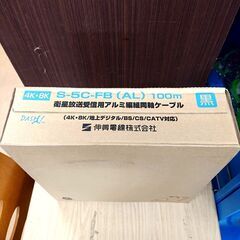 4K・8K S-5C-FB (AL) 100m
衛星放送受信用アルミ編組同軸ケーブル
黒
(4K・8K/地上デジタル/BS/CS/CATV対応)
伸興電線株式会社